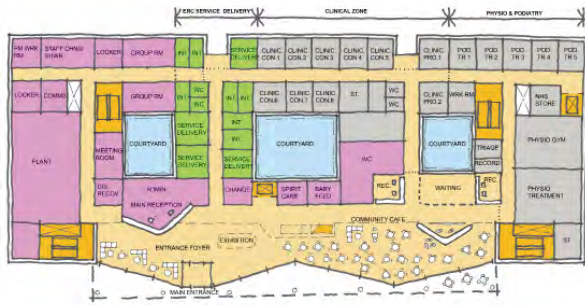 ERC SERVICE DELIVERY
CLINICAL ZONE
PHYSIO & PODIATRY
STAFF CHNG/
SHWR
LOCKER
GROUP RM
INT
INT
SERVICE
DELIVERY
CLINIC
CON.1
CLINIC
CON.2
CLINIC
CON.3
CLINIC
CON 4
CLINIC
CON.5
CLINIC
PRO.1
POD.
TR.1
POD.
TR 2
POD.
TR 3
POD.
TR 4
POD.
TR 5
LOCKER
COMMS
GROUP RM
INT
WC
WC
INT
INT
CLINIC
CON.6
CLINIC
CON.7
CLINIC
CON.8
ST.
WC
WC
CLINIC
PRO.2
WRK RM
NHS
STORE
INT
SERVICE
DELIVERY
INT
PLANT
MEETING
ROOM
COURTYARD
SERVICE
DELIVERY
SERVICE
DELIVERY
COURTYARD
WC
COURTYARD
TRIAGE
RECORD
PHYSIO GYM
ADMIN
CHANGE
SPIRIT
CARE
BABY
FEED
REC.
WAITING
REC.
PHYSIO
TREATMENT
MAIN RECEPTION
COMMUNITY CAFE
EXHIBITION
ENTRANCE FOYER
ST
MAIN ENTRANCE